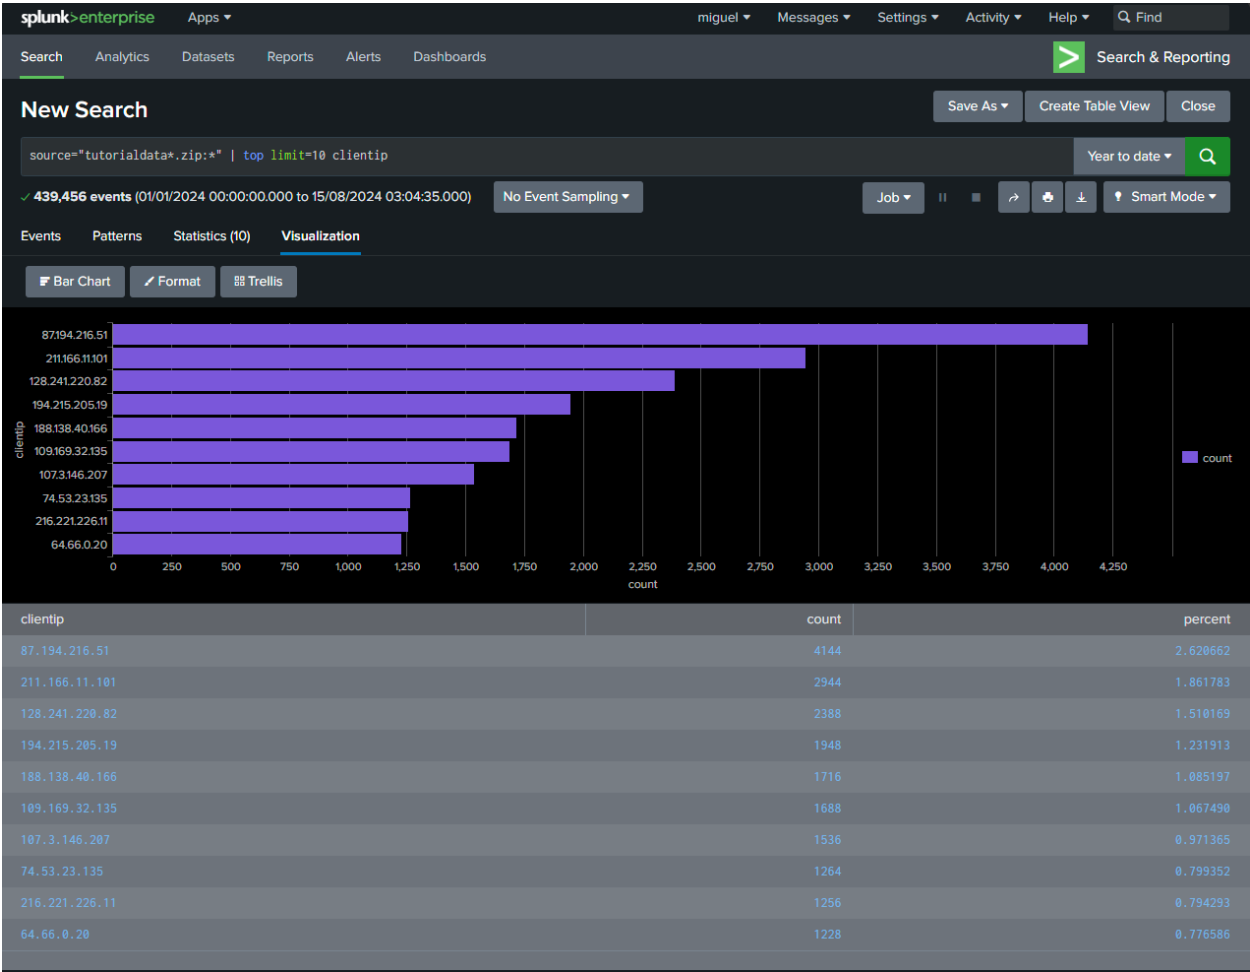 splunk>enterprise Apps miguel Messages Settings Activity Help Find
Search Analytics Datasets Reports Alerts Dashboards Search & Reporting
New Search Save As Create Table View Close
source="tutorialdata*.zip:*" | top limit=10 clientip Year to date
439,456 events (01/01/2024 00:00:00.000 to 15/08/2024 03:04:35.000) No Event Sampling Job Smart Mode
Events Patterns Statistics (10) Visualization
Bar Chart Format Trellis
87.194.216.51
211.166.11.101
128.241.220.82
194.215.205.19
188.138.40.166
109.169.32.135
107.3.146.207
74.53.23.135
216.221.226.11
64.66.0.20
clientip
count
0 250 500 750 1,000 1,250 1,500 1,750 2,000 2,250 2,500 2,750 3,000 3,250 3,500 3,750 4,000 4,250
count
clientip count percent
87.194.216.51 4144 2.620662
211.166.11.101 2944 1.861783
128.241.220.82 2388 1.510169
194.215.205.19 1948 1.231913
188.138.40.166 1716 1.085197
109.169.32.135 1688 1.067490
107.3.146.207 1536 0.971365
74.53.23.135 1264 0.799352
216.221.226.11 1256 0.794293
64.66.0.20 1228 0.776586